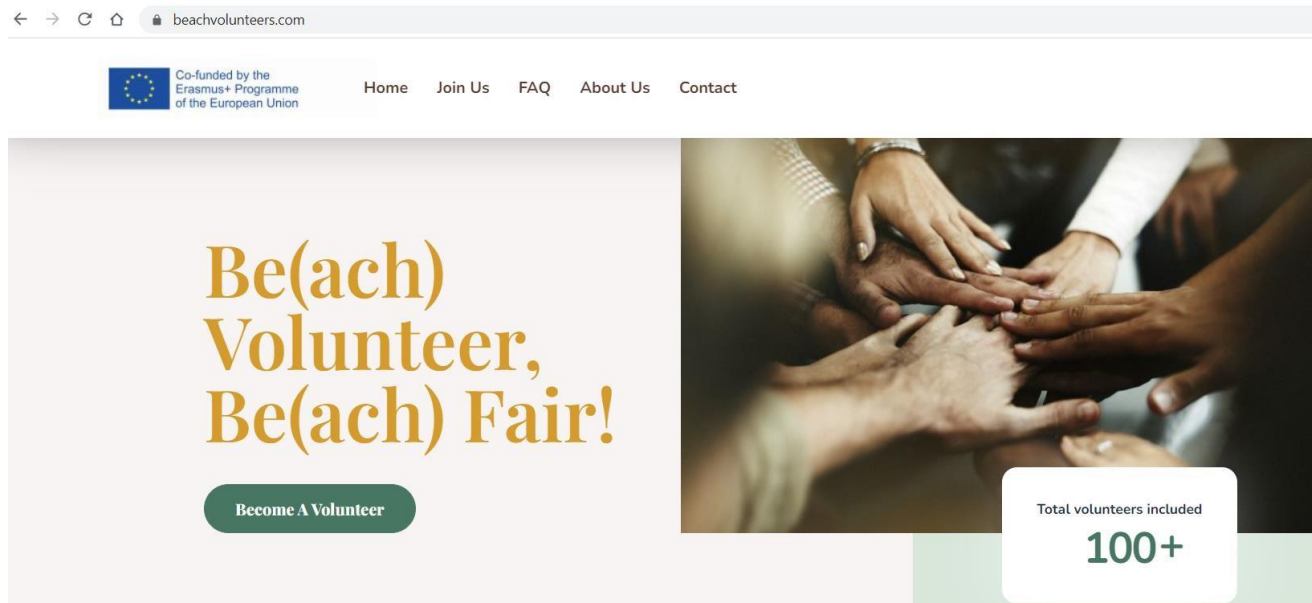 beachvolunteers.com
Co-funded by the
Erasmus+ Programme
of the European Union
Home Join Us FAQ About Us Contact
Be(ach)
Volunteer,
Be(ach) Fair!
Become A Volunteer
Total volunteers included
100+